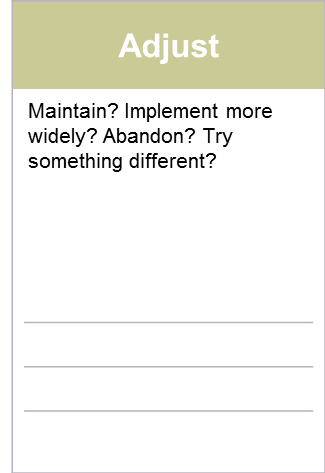 Adjust
Maintain? Implement more
widely? Abandon? Try
something different?